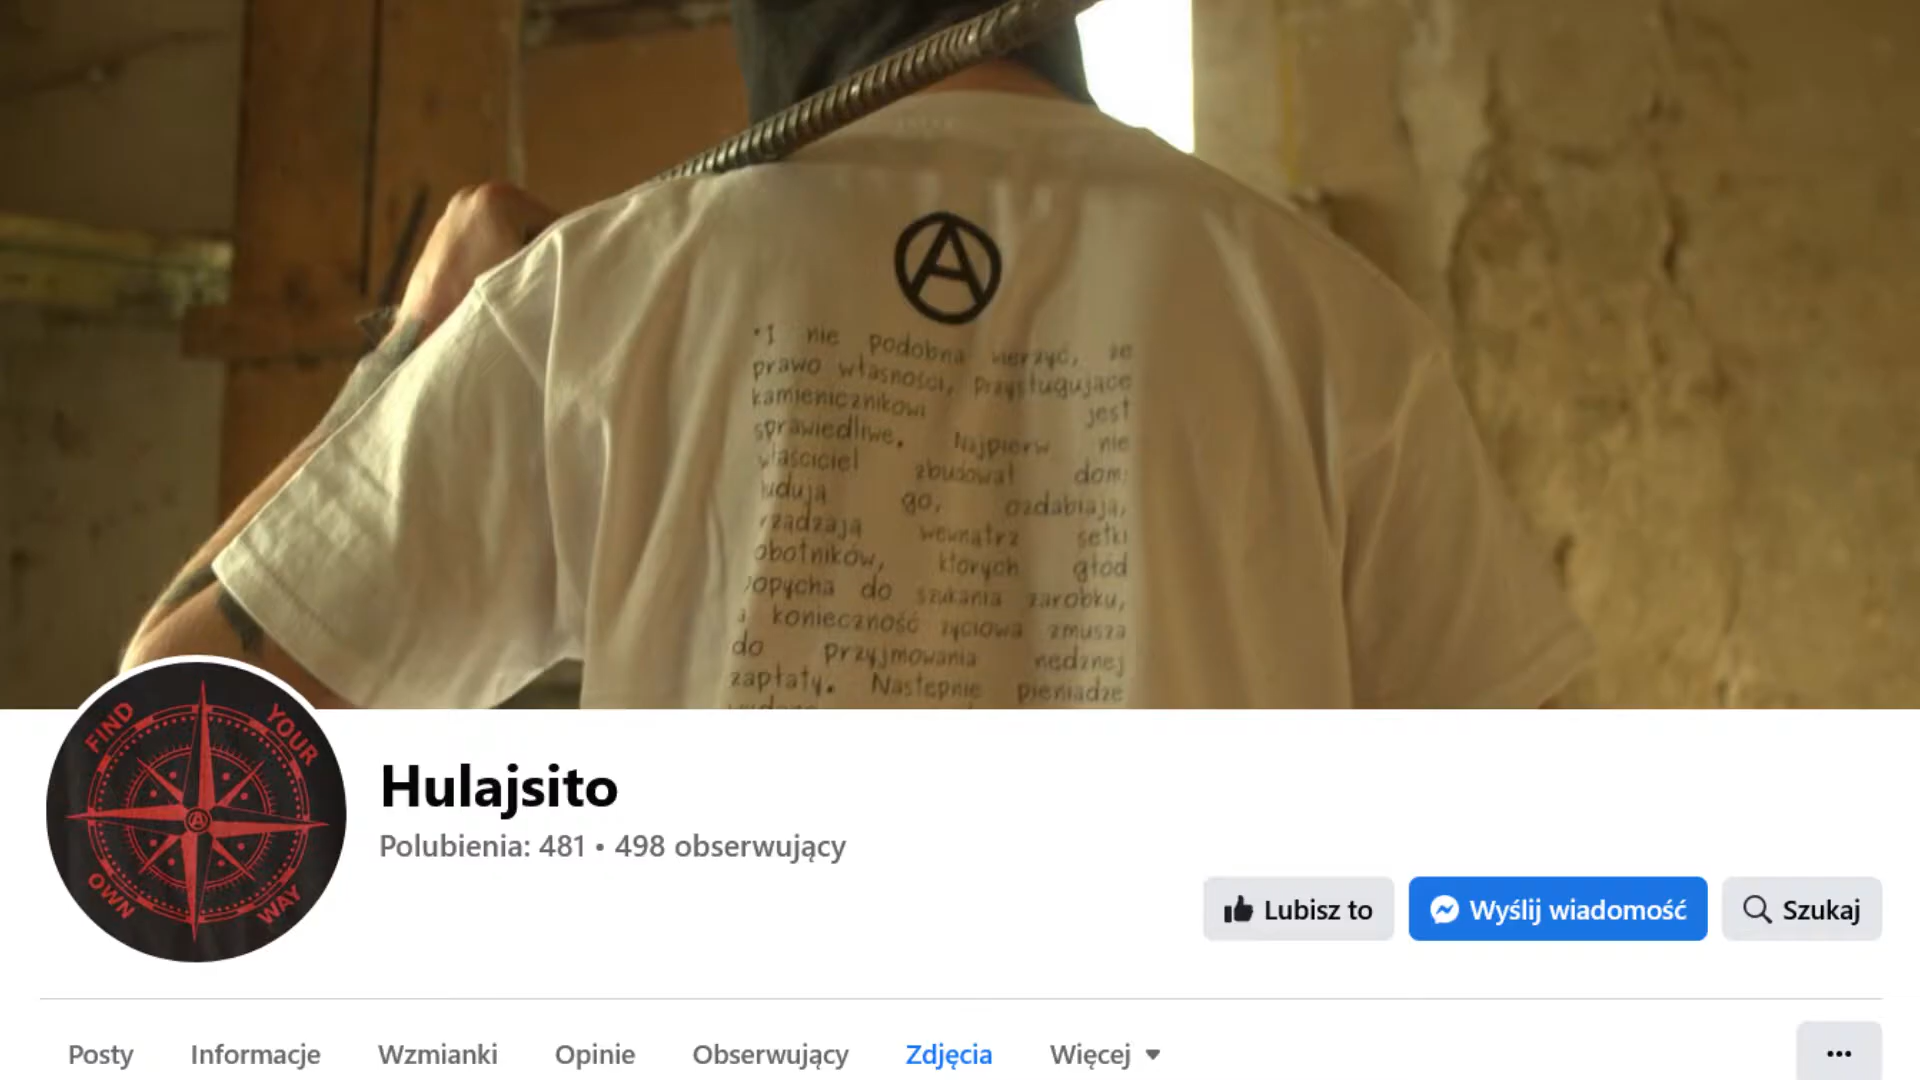 A
"I nie podobna wierzyć, że
prawo własności, przysługujące
kamienicznikowi jest
sprawiedliwe. Najpierw nie
właściciel zbudował dom:
budują go, ozdabiają,
rządzają wewnątrz setki
obotników, których głód
popycha do szukania zarobku,
a konieczność życiowa zmusza
do przyjmowania nędznej
zapłaty. Następnie pieniądze
FIND YOUR
A
OWN WAY
Hulajsito
Polubienia: 481 • 498 obserwujący
Lubisz to Wyślij wiadomość Szukaj
Posty Informacje Wzmianki Opinie Obserwujący Zdjęcia Więcej